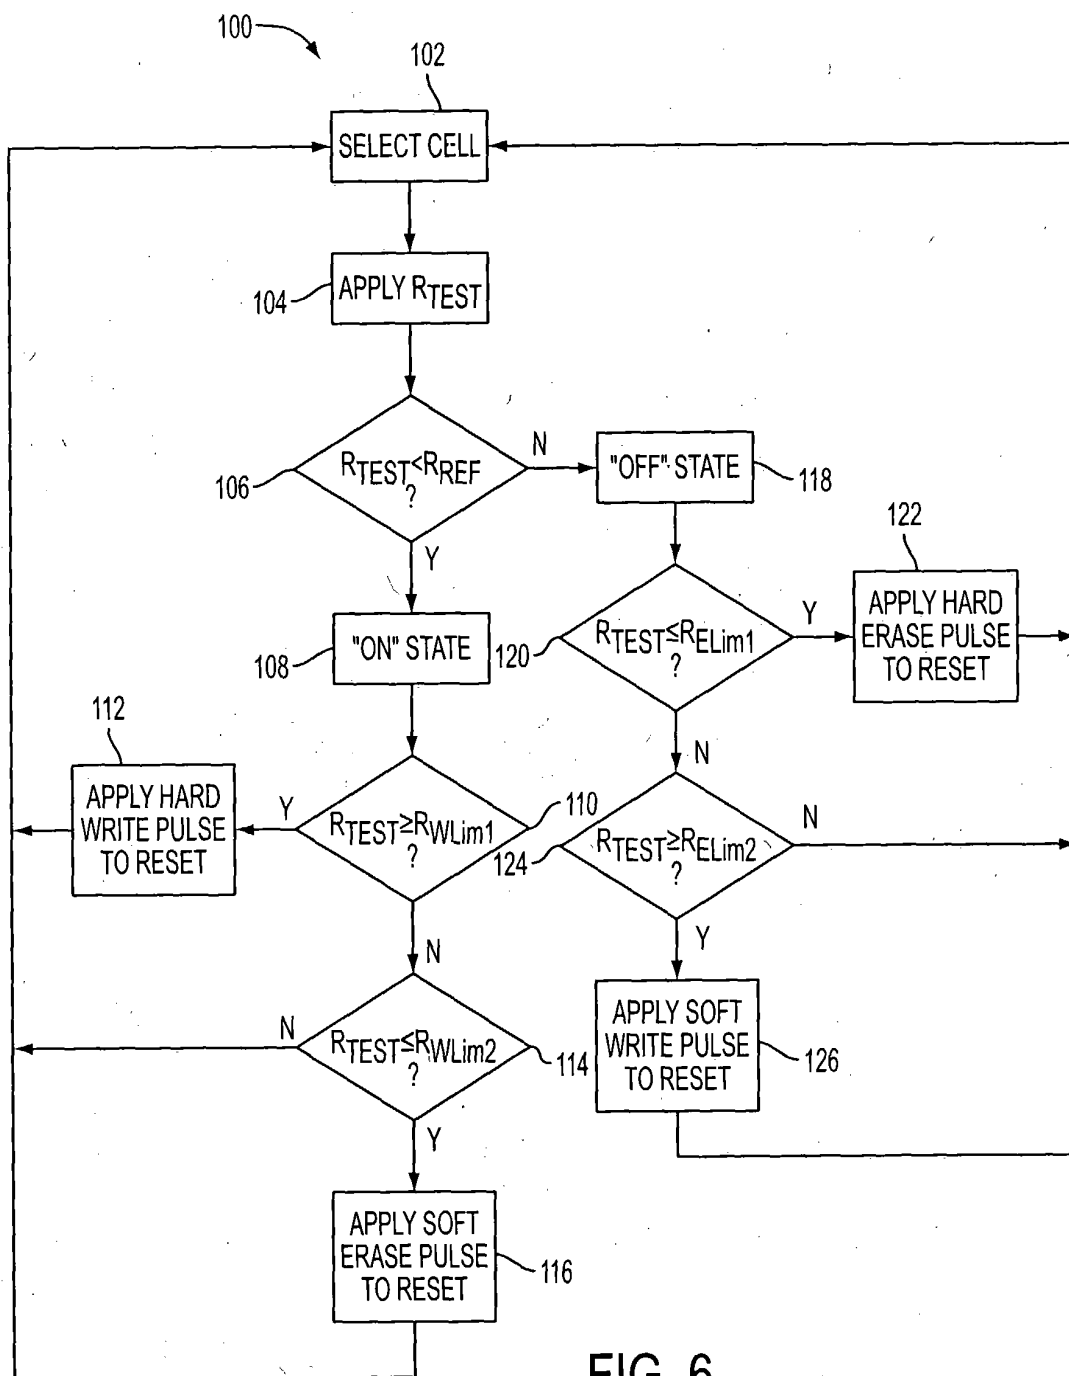 100
102
SELECT CELL
104
APPLY RTEST
106
RTEST<RREF
?
N
"OFF" STATE
118
Y
122
108
"ON" STATE
120
RTEST≤RELim1
?
Y
APPLY HARD
ERASE PULSE
TO RESET
112
N
APPLY HARD
WRITE PULSE
TO RESET
Y
RTEST≥RWLim1
?
110
124
RTEST≥RELim2
?
N
N
Y
N
RTEST≤RWLim2
?
114
APPLY SOFT
WRITE PULSE
TO RESET
126
Y
APPLY SOFT
ERASE PULSE
TO RESET
116
FIG. 6